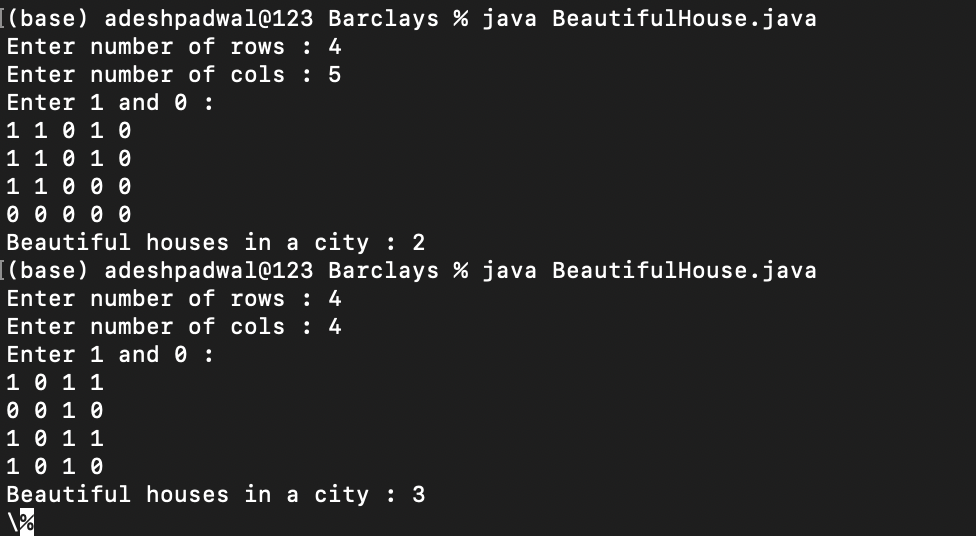 [(base) adeshpadwal@123 Barclays % java BeautifulHouse.java
Enter number of rows : 4
Enter number of cols : 5
Enter 1 and 0 :
1 1 0 1 0
1 1 0 1 0
1 1 0 0 0
0 0 0 0 0
Beautiful houses in a city : 2
[(base) adeshpadwal@123 Barclays % java BeautifulHouse.java
Enter number of rows : 4
Enter number of cols : 4
Enter 1 and 0 :
1 0 1 1
0 0 1 0
1 0 1 1
1 0 1 0
Beautiful houses in a city : 3
\%